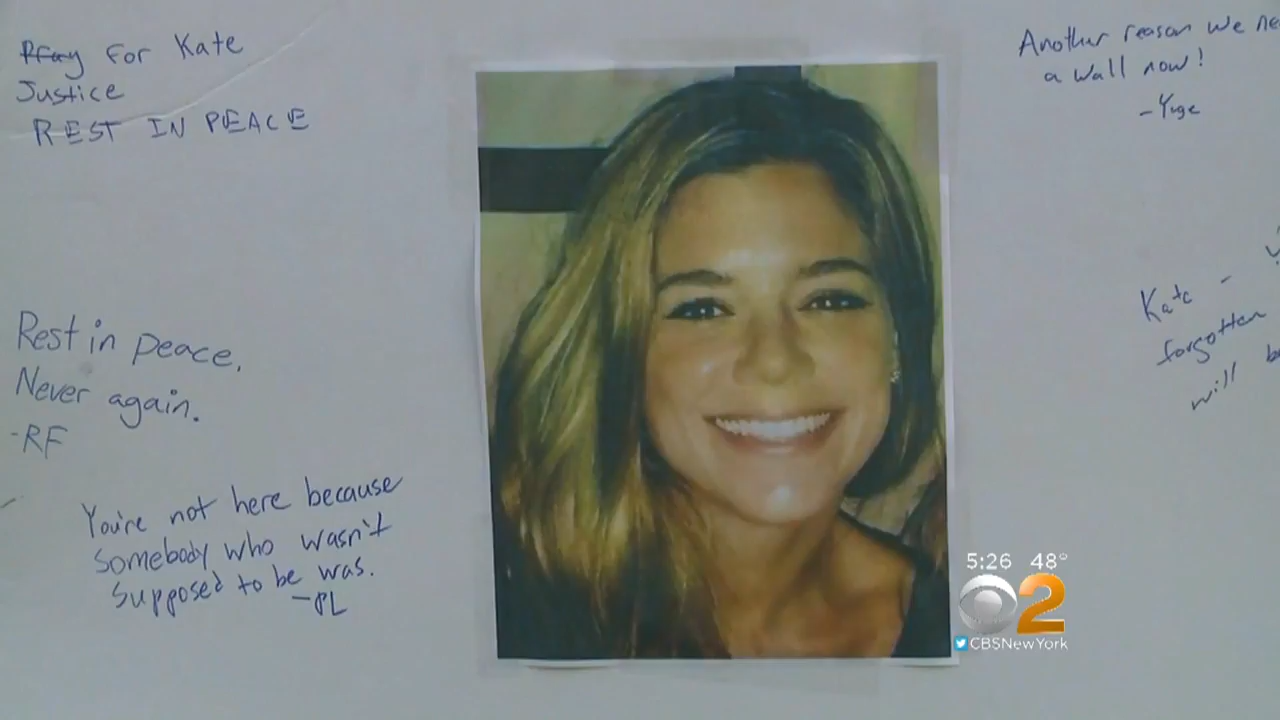 Pray for Kate
Justice
REST IN PEACE
Another reason we
a wall now!
-Yuge
Rest in peace.
Never again.
-RF
Kate -
forgotten
will
You're not here because
somebody who wasn't
supposed to be was.
-PL
5:26 48°
2
CBSNewYork